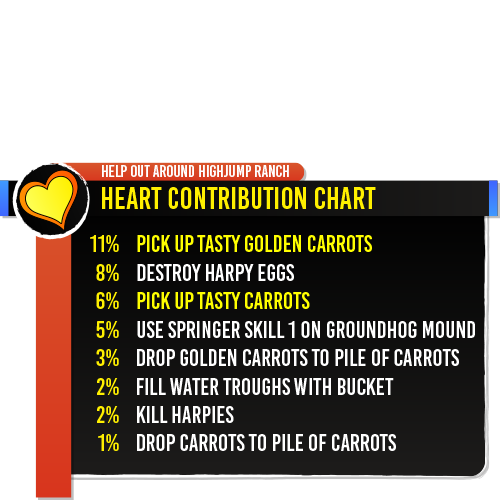 HELP OUT AROUND HIGHJUMP RANCH
HEART CONTRIBUTION CHART
11% PICK UP TASTY GOLDEN CARROTS
8% DESTROY HARPY EGGS
6% PICK UP TASTY CARROTS
5% USE SPRINGER SKILL 1 ON GROUNDHOG MOUND
3% DROP GOLDEN CARROTS TO PILE OF CARROTS
2% FILL WATER TROUGHS WITH BUCKET
2% KILL HARPIES
1% DROP CARROTS TO PILE OF CARROTS